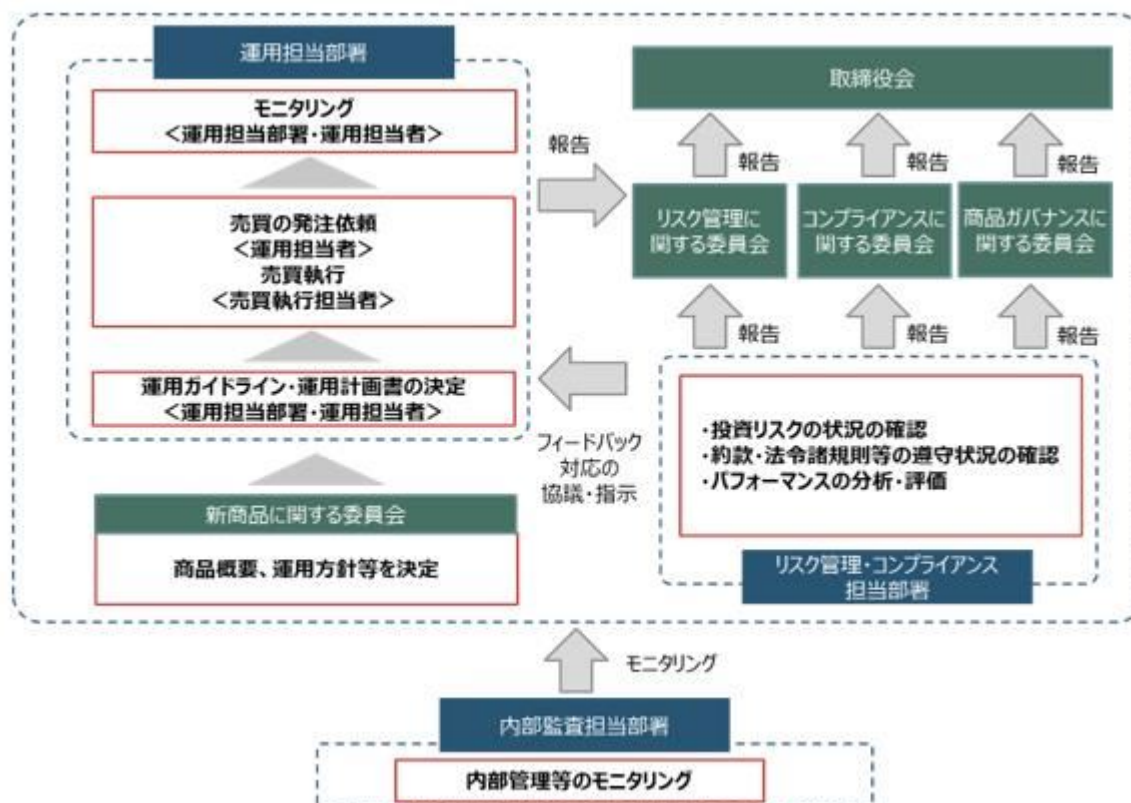 運用担当部署
モニタリング
<運用担当部署・運用担当者>
売買の発注依頼
<運用担当者>
売買執行
<売買執行担当者>
運用ガイドライン・運用計画書の決定
<運用担当部署・運用担当者>
新商品に関する委員会
商品概要、運用方針等を決定
報告
フィードバック
対応の
協議・指示
取締役会
報告
報告
報告
リスク管理に
関する委員会
コンプライアンスに
関する委員会
商品ガバナンスに
関する委員会
報告
報告
報告
・投資リスクの状況の確認
・約款・法令諸規則等の遵守状況の確認
・パフォーマンスの分析・評価
リスク管理・コンプライアンス
担当部署
モニタリング
内部監査担当部署
内部管理等のモニタリング